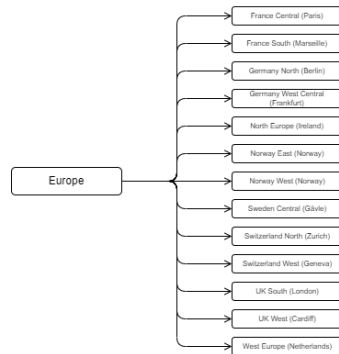 France Central (Paris)
France South (Marseille)
Germany North (Berlin)
Germany West Central
(Frankfurt)
North Europe (Ireland)
Norway East (Norway)
Europe
Norway West (Norway)
Sweden Central (Gävle)
Switzerland North (Zurich)
Switzerland West (Geneva)
UK South (London)
UK West (Cardiff)
West Europe (Netherlands)